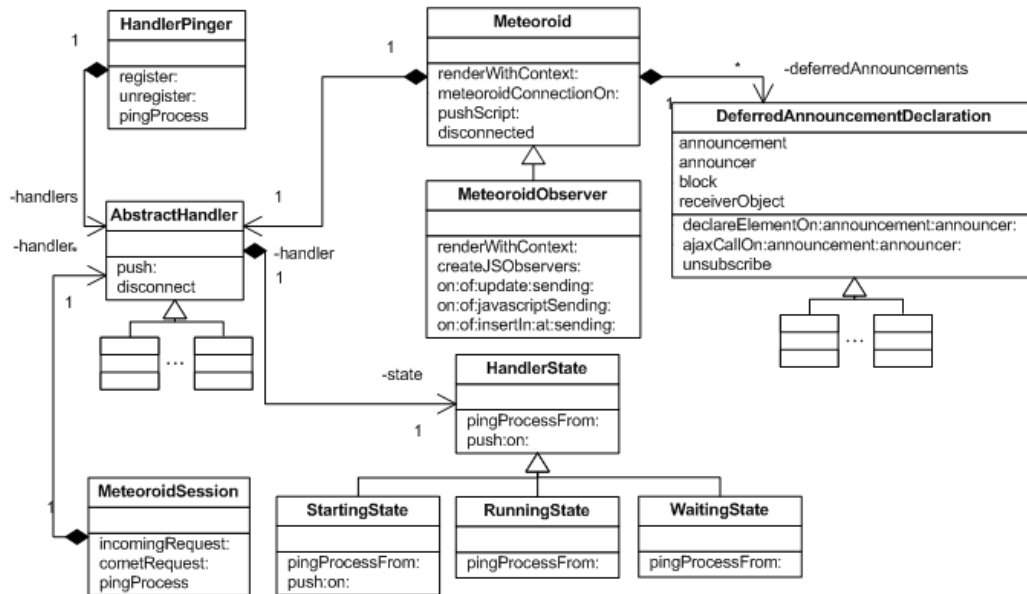 HandlerPinger
1
register:
unregister:
pingProcess
Meteoroid
1
renderWithContext:
meteoroidConnectionOn:
pushScript:
disconnected
*
-deferredAnnouncements
1
DeferredAnnouncementDeclaration
announcement
announcer
block
receiverObject
declareElementOn:announcement:announcer:
ajaxCallOn:announcement:announcer:
unsubscribe
...
MeteoroidObserver
renderWithContext:
createJSObservers:
on:of:update:sending:
on:of:javascriptSending:
on:of:insertIn:at:sending:
-handlers
*
1
AbstractHandler
-handler
1
push:
disconnect
-handler
1
...
-state
1
HandlerState
pingProcessFrom:
push:on:
MeteoroidSession
1
incomingRequest:
cometRequest:
pingProcess
StartingState
pingProcessFrom:
push:on:
RunningState
pingProcessFrom:
WaitingState
pingProcessFrom: